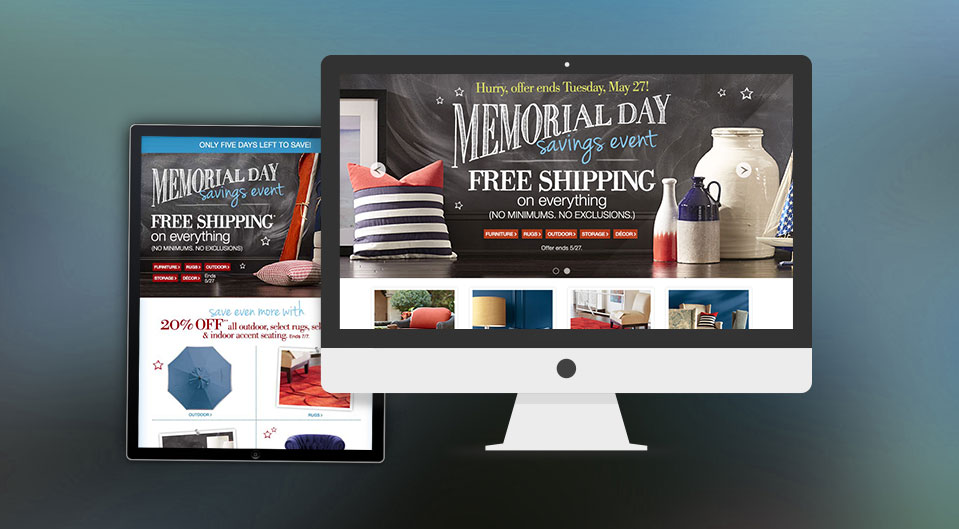 ONLY FIVE DAYS LEFT TO SAVE!
MEMORIAL DAY
savings event
FREE SHIPPING*
on everything
(NO MINIMUMS. NO EXCLUSIONS)
FURNITURE > RUGS > OUTDOOR >
STORAGE > DÉCOR > Ends
5/27
save even more with
20% OFF** all outdoor, select rugs,
& indoor accent seating. Ends 7/7.
OUTDOOR > RUGS >
Hurry, offer ends Tuesday, May 27!
MEMORIAL DAY
savings event
FREE SHIPPING
on everything
(NO MINIMUMS. NO EXCLUSIONS.)
FURNITURE > RUGS > OUTDOOR > STORAGE > DÉCOR >
Offer ends 5/27.